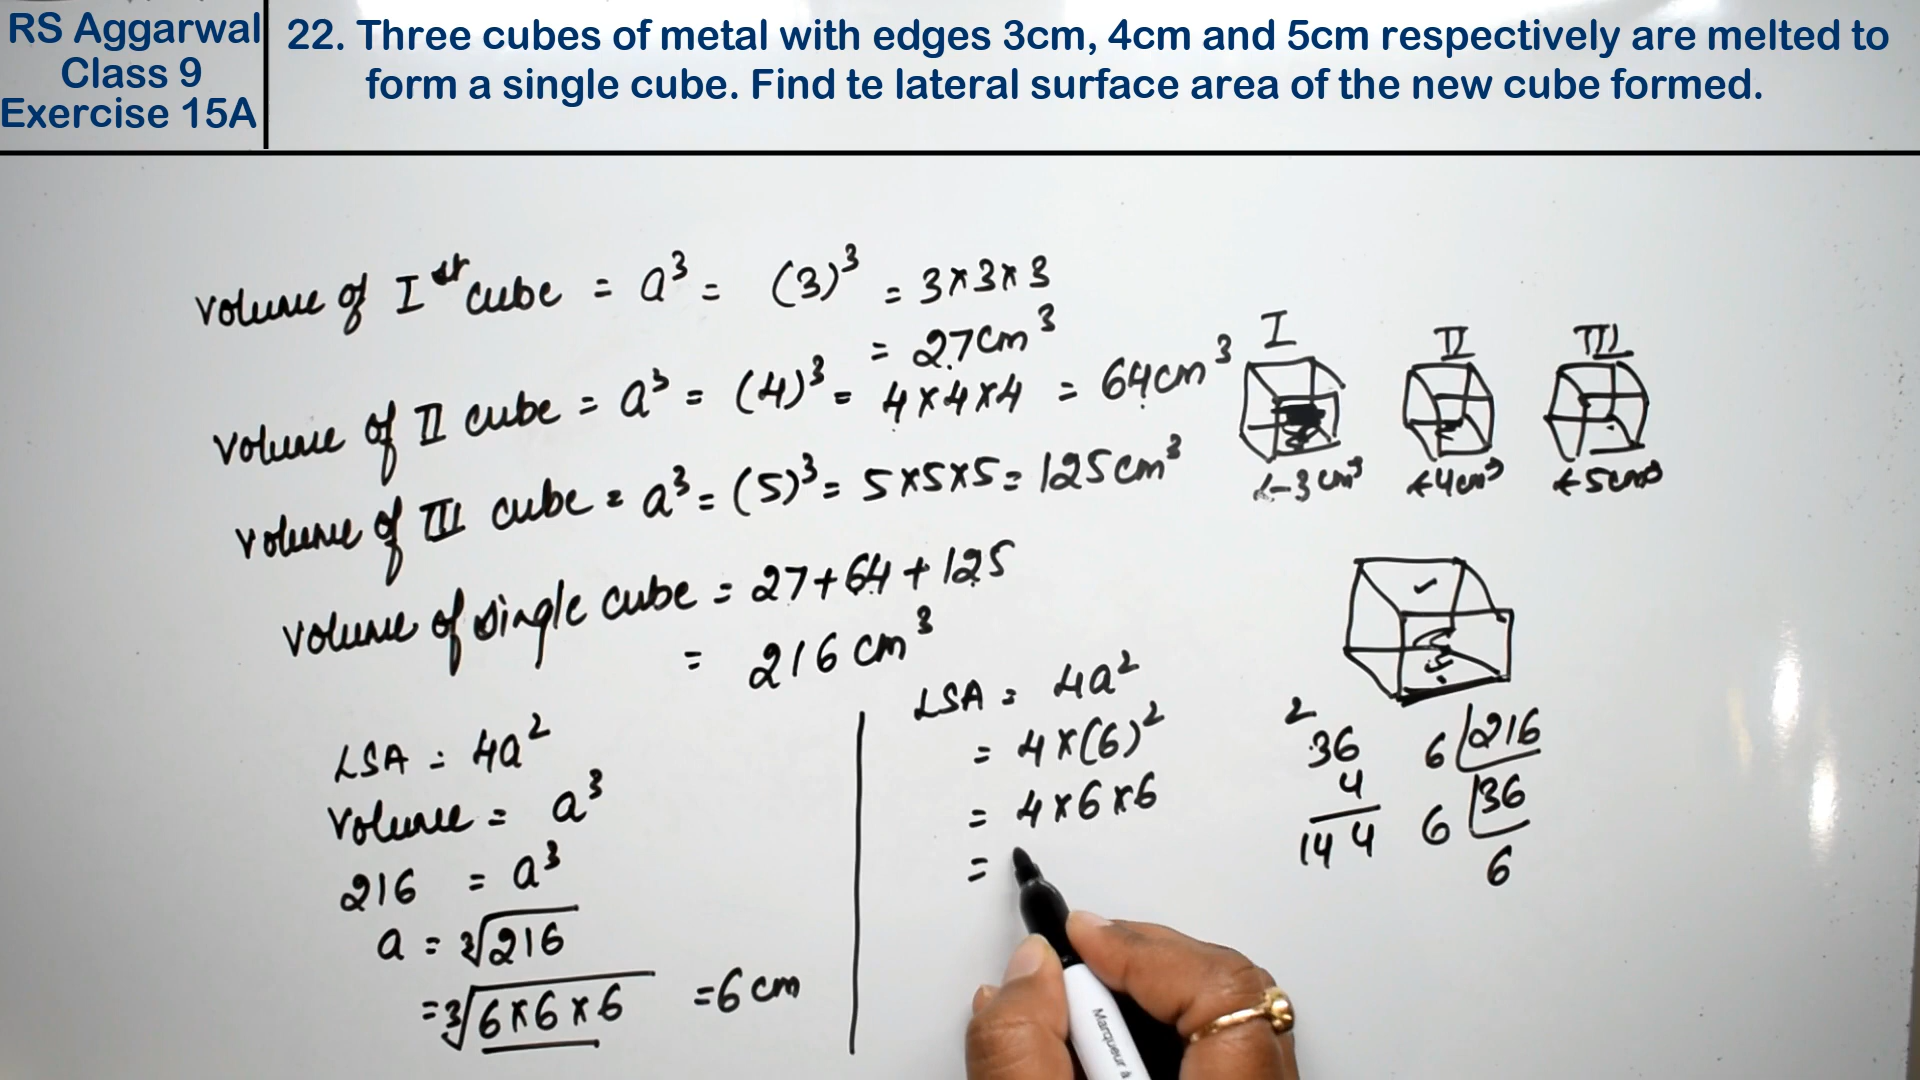 RS Aggarwal
Class 9
Exercise 15A
22. Three cubes of metal with edges 3cm, 4cm and 5cm respectively are melted to
form a single cube. Find te lateral surface area of the new cube formed.
Volume of I st cube = a³ = (3)³ = 3×3×3
= 27cm³
Volume of II cube = a³ = (4)³ = 4×4×4 = 64cm³
Volume of III cube = a³ = (5)³ = 5×5×5 = 125cm³
Volume of single cube = 27+64+125
= 216 cm³
LSA = 4a²
Volume = a³
216 = a³
a = ∛216
= ∛6×6×6 = 6 cm
LSA = 4a²
= 4×(6)²
= 4×6×6
=
I II III
3cm³ 4cm³ 5cm³
2
36
4
144
6 216
6 36
6
Marqueur à